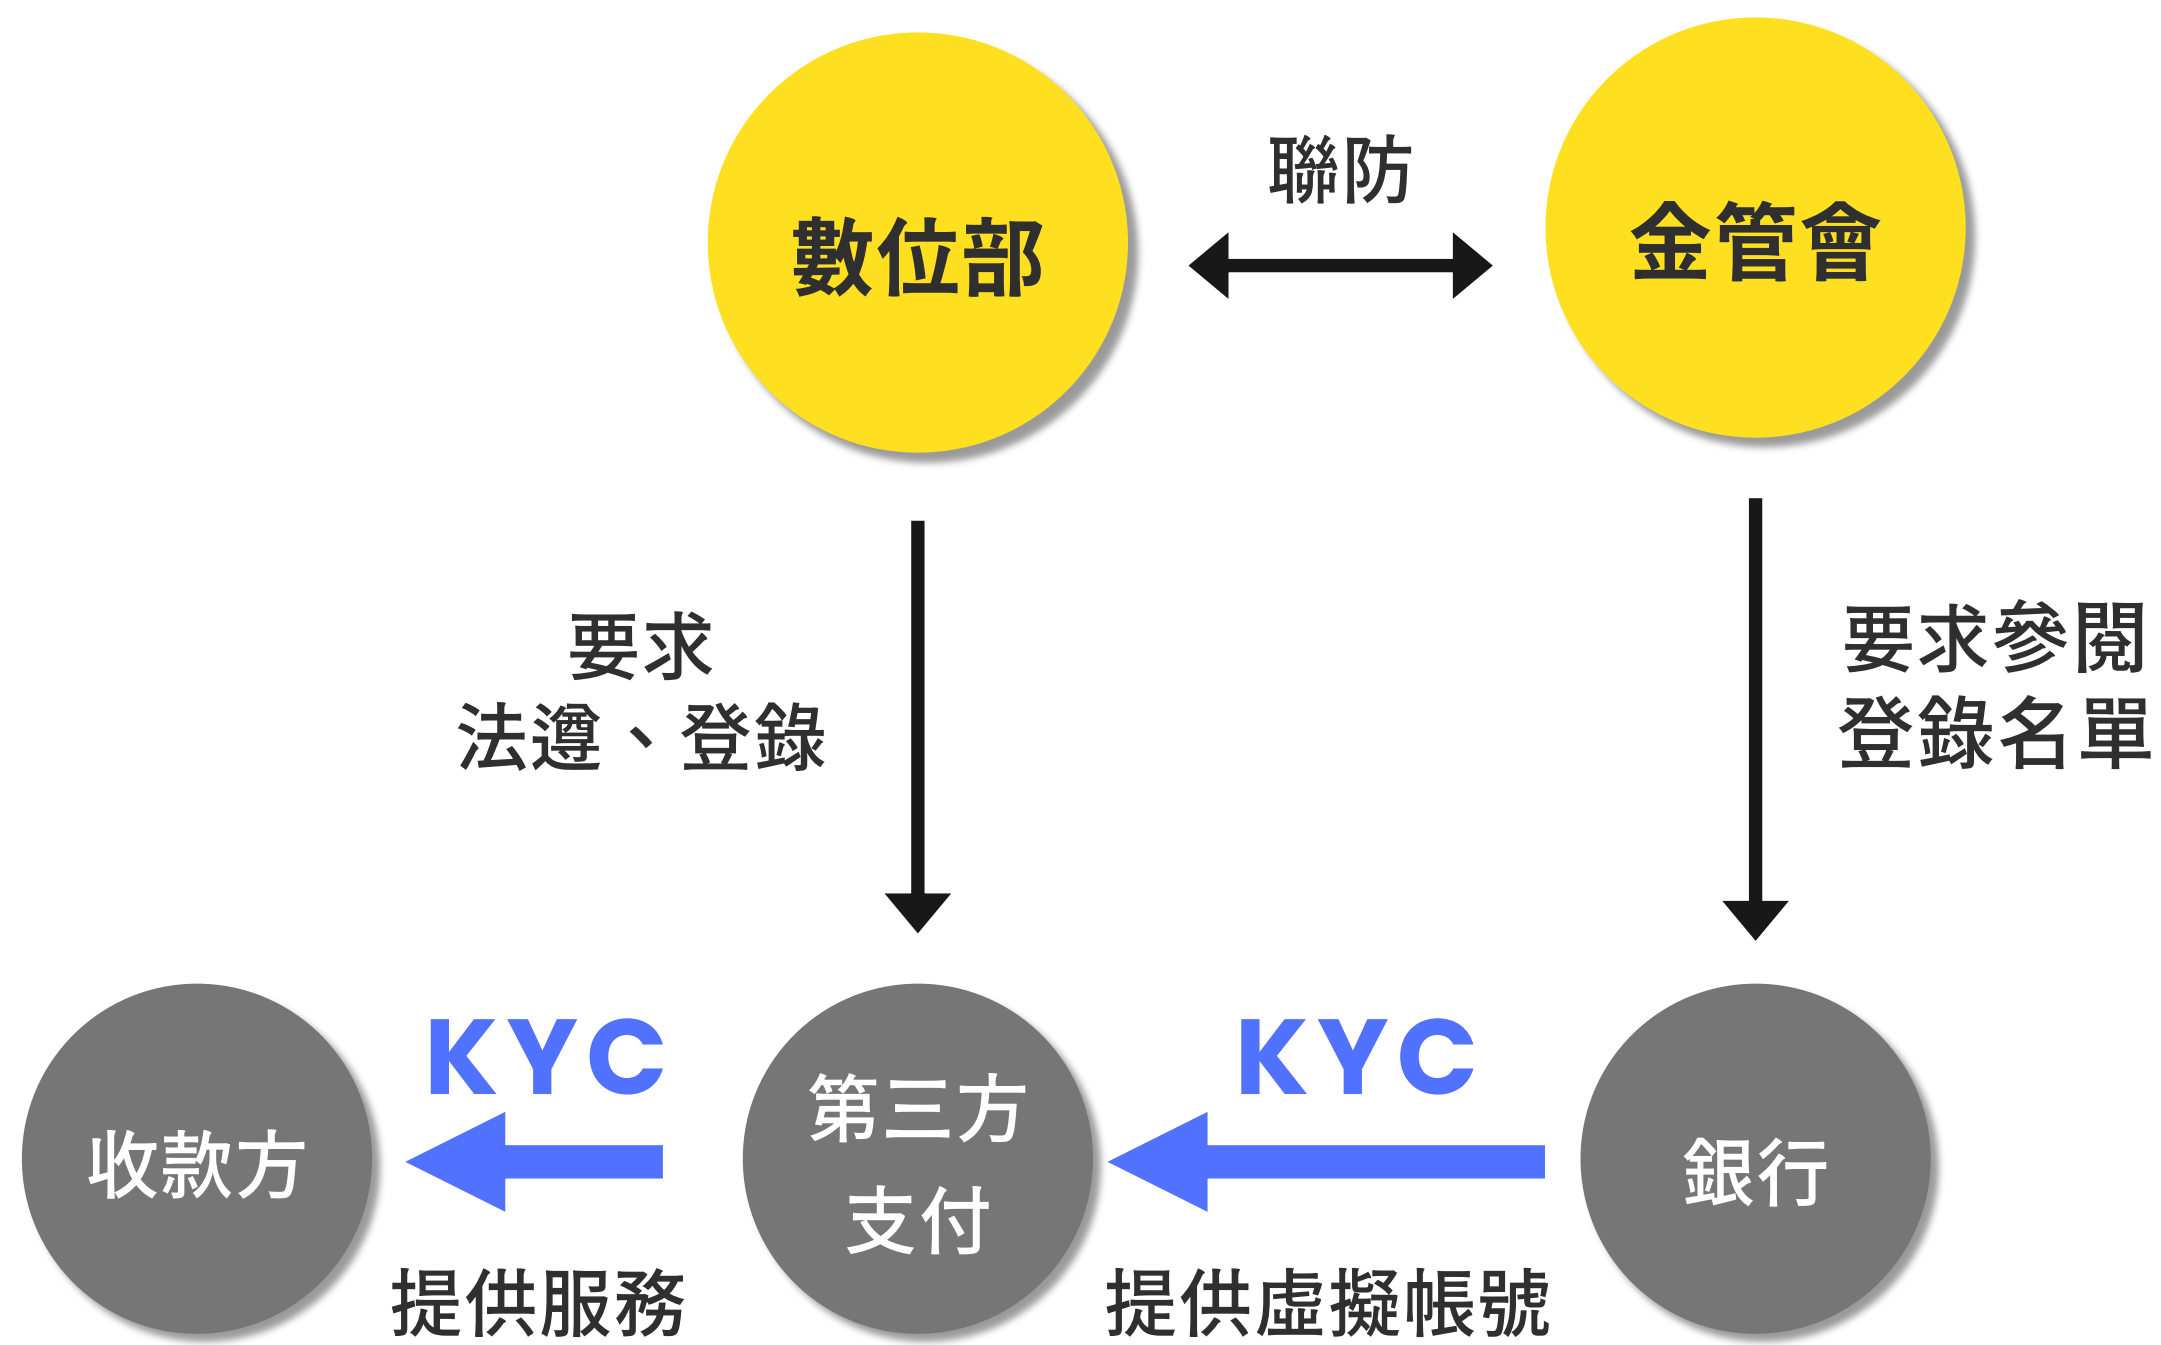 數位部
聯防
金管會
要求
法遵、登錄
要求參閱
登錄名單
收款方
KYC
提供服務
第三方
支付
KYC
提供虛擬帳號
銀行